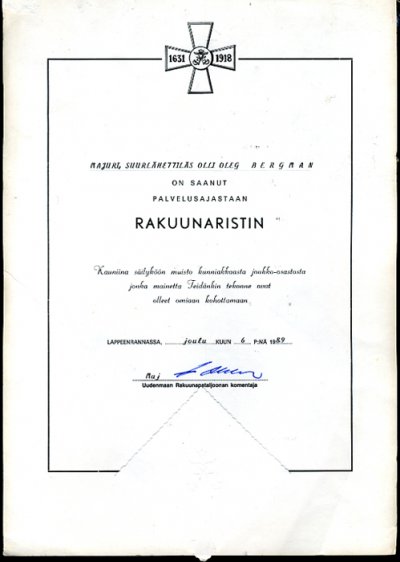 1631 1918
MAJURI, SUURLÄHETTILÄS OLLI OLEG BERGMAN
ON SAANUT
PALVELUSAJASTAAN
RAKUUNARISTIN
Kauniina säilyköön muisto kunniakkaasta joukko-osastosta
jonka mainetta Teidänkin tekonne ovat
olleet omiaan kohottamaan
LAPPEENRANNASSA, joulu KUUN 6 P:NÄ 1989
Maj
Uudenmaan Rakuunapataljoonan komentaja